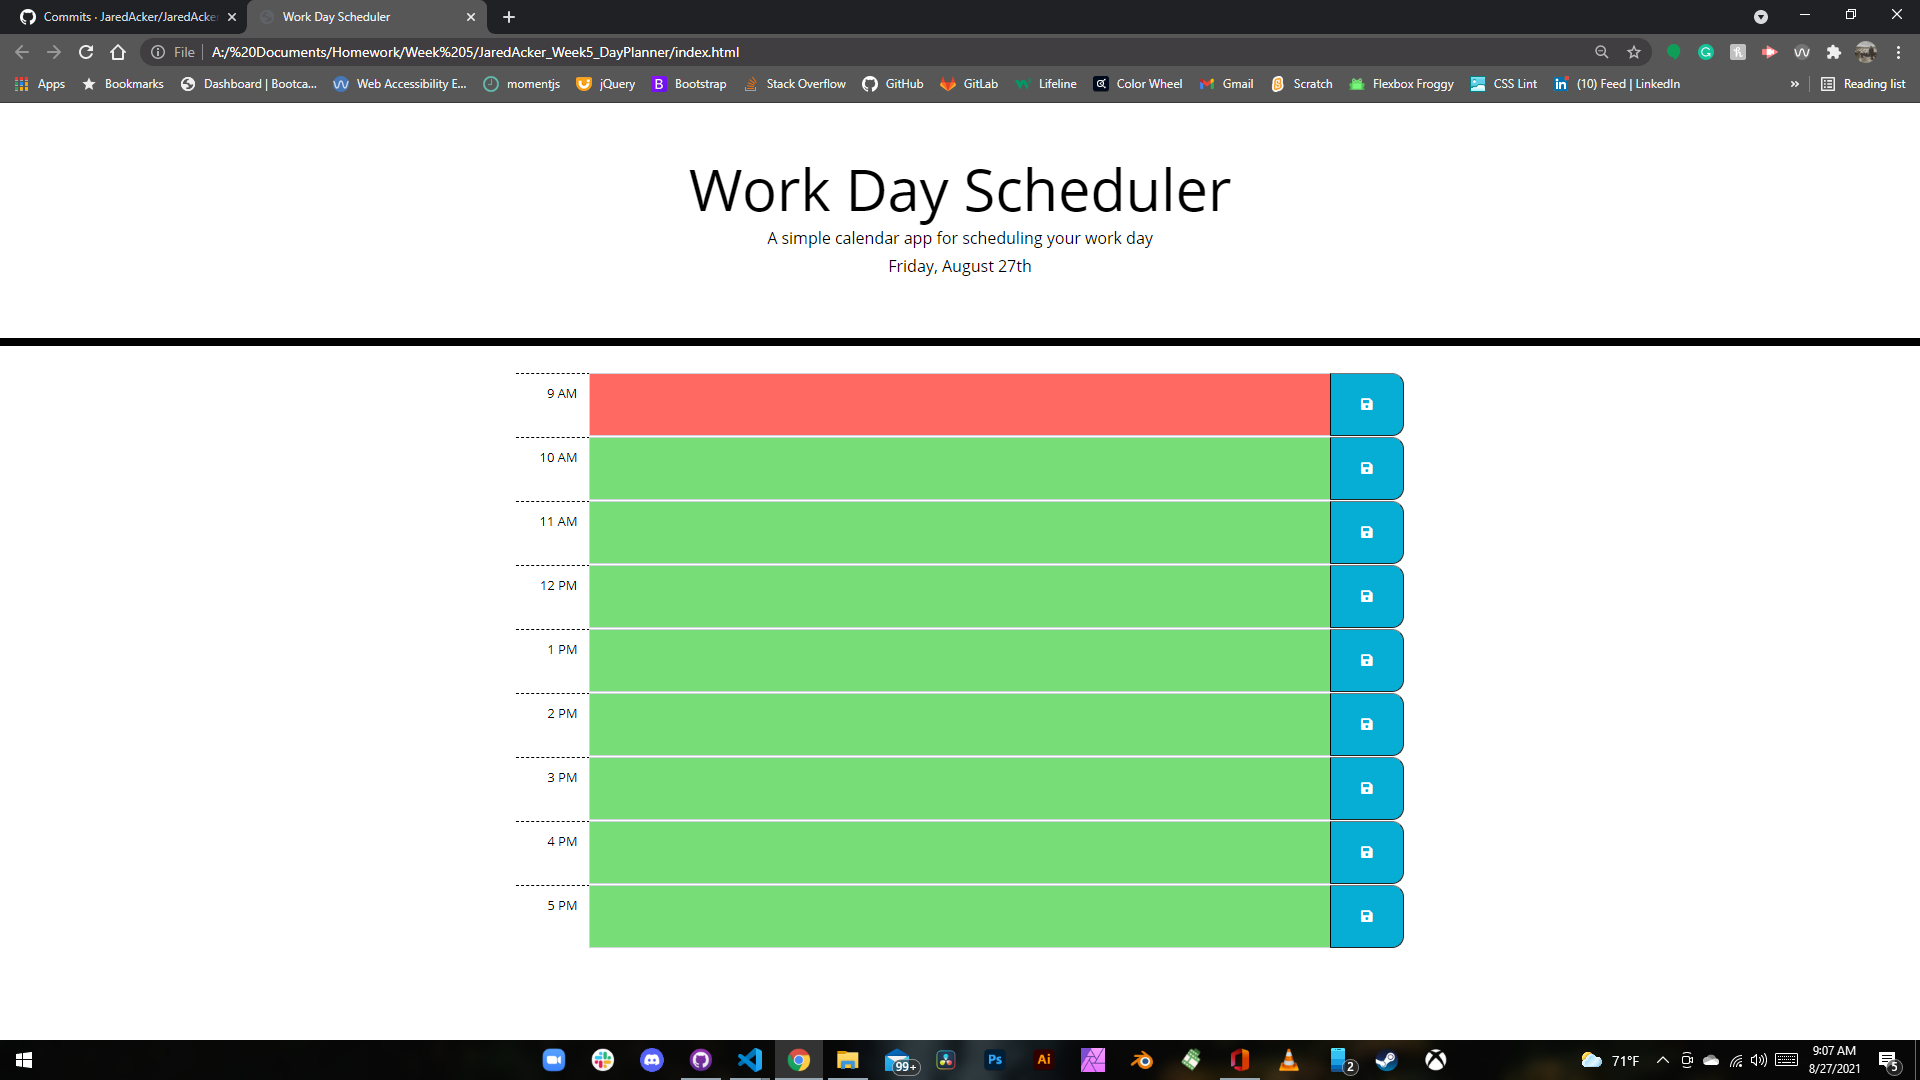 Commits · JaredAcker/JaredAcke
Work Day Scheduler
File
A:/%20Documents/Homework/Week%205/JaredAcker_Week5_DayPlanner/index.html
Apps
Bookmarks
Dashboard | Bootca...
Web Accessibility E...
momentjs
jQuery
Bootstrap
Stack Overflow
GitHub
GitLab
Lifeline
Color Wheel
Gmail
Scratch
Flexbox Froggy
CSS Lint
(10) Feed | LinkedIn
»
Reading list
Work Day Scheduler
A simple calendar app for scheduling your work day
Friday, August 27th
9 AM
10 AM
11 AM
12 PM
1 PM
2 PM
3 PM
4 PM
5 PM
99+
Ps
Ai
2
71°F
9:07 AM
8/27/2021
5